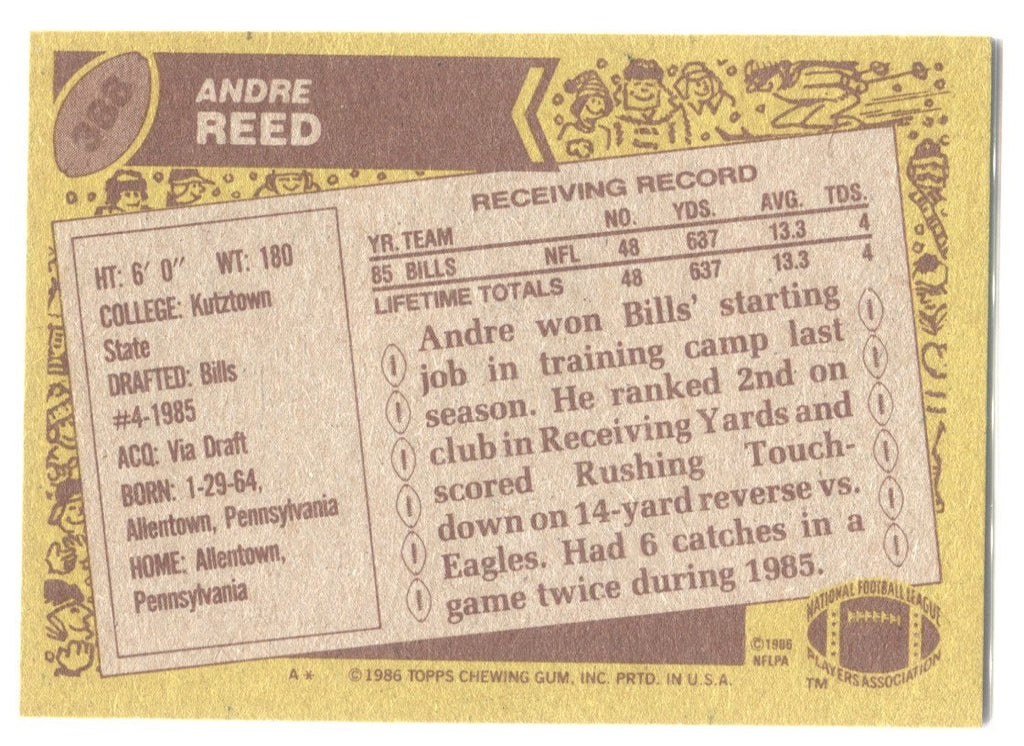 388
ANDRE
REED
RECEIVING RECORD
YR. TEAM NO. YDS. AVG. TDS.
85 BILLS NFL 48 637 13.3 4
LIFETIME TOTALS 48 637 13.3 4
HT: 6' 0" WT: 180
COLLEGE: Kutztown
State
DRAFTED: Bills
#4-1985
ACQ: Via Draft
BORN: 1-29-64,
Allentown, Pennsylvania
HOME: Allentown,
Pennsylvania
Andre won Bills' starting
job in training camp last
season. He ranked 2nd on
club in Receiving Yards and
scored Rushing Touch-
down on 14-yard reverse vs.
Eagles. Had 6 catches in a
game twice during 1985.
©1986
NFLPA
NATIONAL FOOTBALL LEAGUE
PLAYERS ASSOCIATION
TM
A* ©1986 TOPPS CHEWING GUM, INC. PRTD. IN U.S.A.